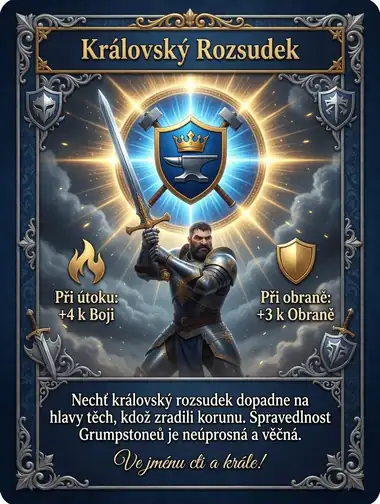 Královský Rozsudek
Při útoku:
+4 k Boji
Při obraně:
+3 k Obraně
Nechť královský rozsudek dopadne na
hlavy těch, kdož zradili korunu. Spravedlnost
Grumpstoneů je neúprosná a věčná.
Ve jménu cti a krále!